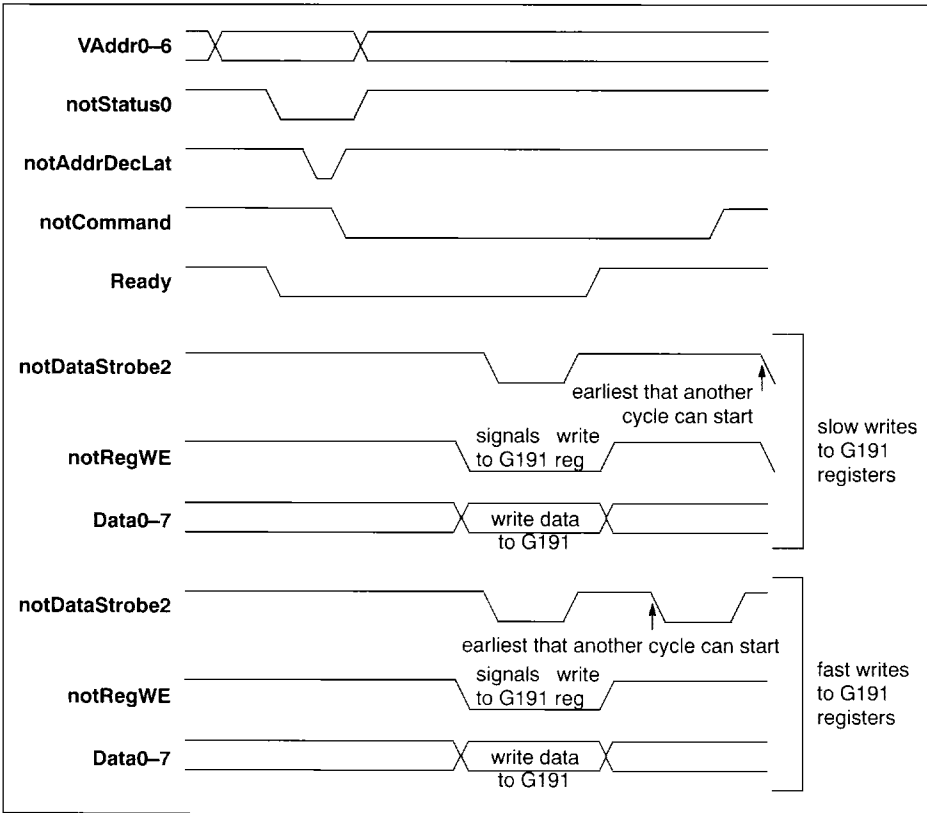 VAddr0–6
notStatus0
notAddrDecLat
notCommand
Ready
notDataStrobe2
earliest that another
cycle can start
notRegWE
signals write
to G191 reg
Data0–7
write data
to G191
slow writes
to G191
registers
notDataStrobe2
earliest that another cycle can start
notRegWE
signals write
to G191 reg
Data0–7
write data
to G191
fast writes
to G191
registers